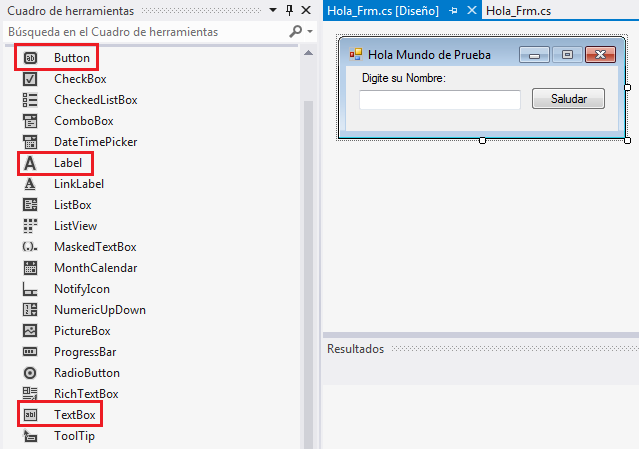 Cuadro de herramientas
Búsqueda en el Cuadro de herramientas
Button
CheckBox
CheckedListBox
ComboBox
DateTimePicker
Label
LinkLabel
ListBox
ListView
MaskedTextBox
MonthCalendar
NotifyIcon
NumericUpDown
PictureBox
ProgressBar
RadioButton
RichTextBox
TextBox
ToolTip
Hola_Frm.cs [Diseño]
Hola_Frm.cs
Hola Mundo de Prueba
Digite su Nombre:
Saludar
Resultados